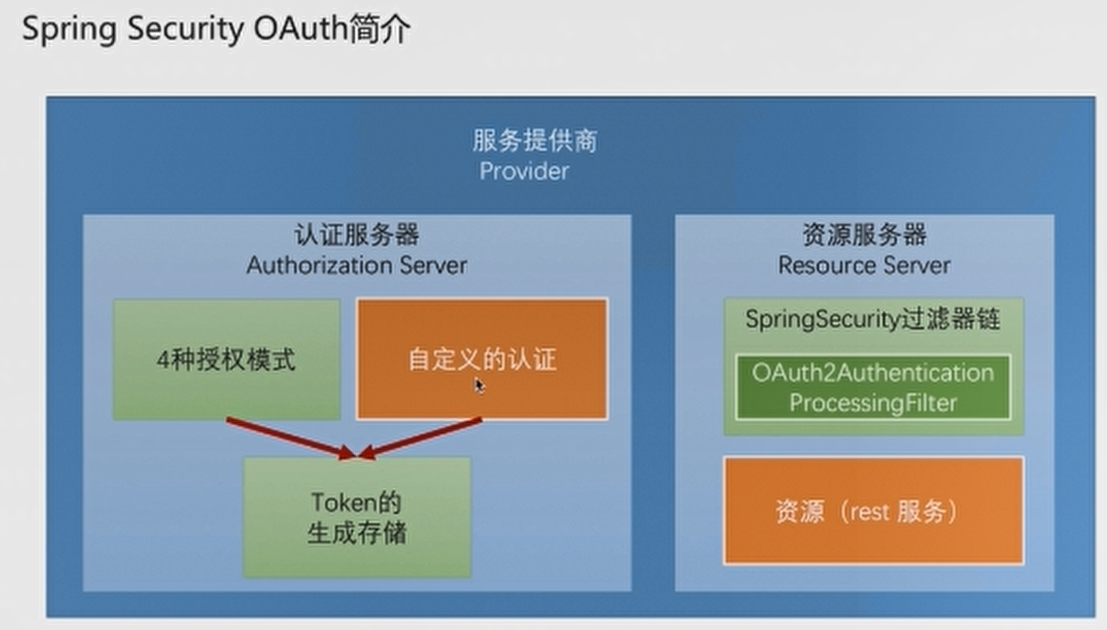 Spring Security OAuth简介
服务提供商
Provider
认证服务器
Authorization Server
4种授权模式
自定义的认证
Token的
生成存储
资源服务器
Resource Server
SpringSecurity过滤器链
OAuth2Authentication
ProcessingFilter
资源（rest 服务）